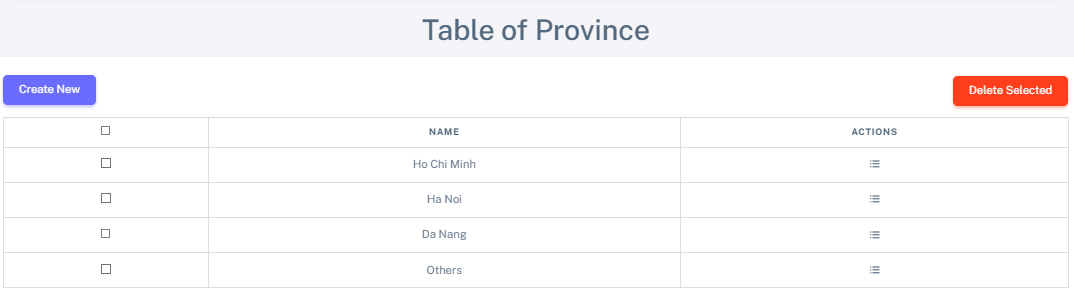 Table of Province
Create New
Delete Selected
NAME
ACTIONS
Ho Chi Minh
Ha Noi
Da Nang
Others